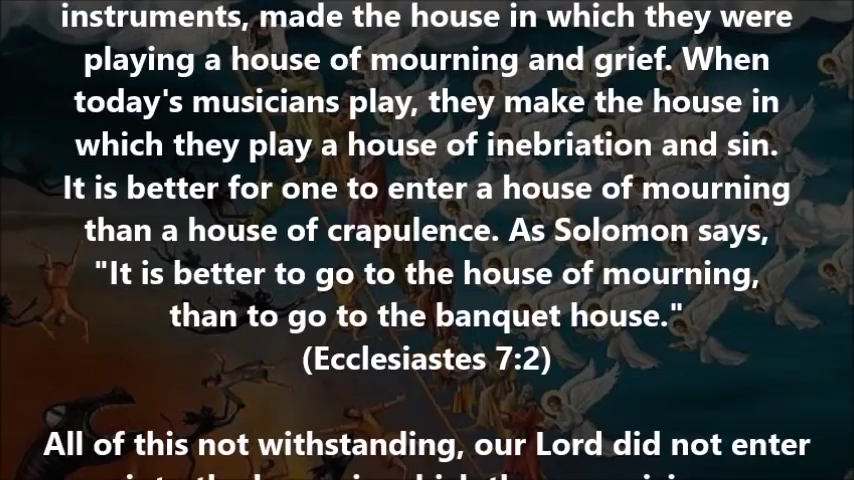 instruments, made the house in which they were
playing a house of mourning and grief. When
today's musicians play, they make the house in
which they play a house of inebriation and sin.
It is better for one to enter a house of mourning
than a house of crapulence. As Solomon says,
"It is better to go to the house of mourning,
than to go to the banquet house."
(Ecclesiastes 7:2)
All of this not withstanding, our Lord did not enter